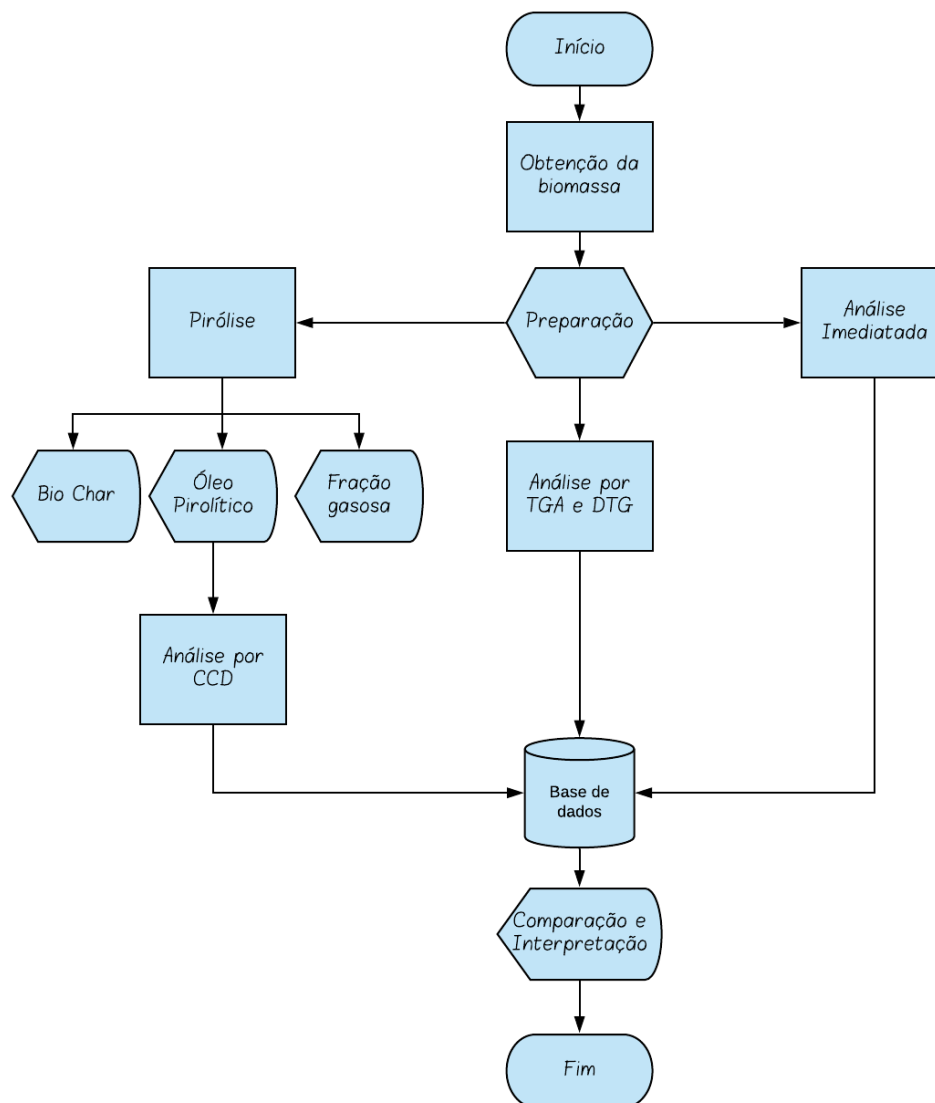 Início
Obtenção da
biomassa
Pirólise
Preparação
Análise
Imediatada
Bio Char
Óleo
Pirolítico
Fração
gasosa
Análise por
TGA e DTG
Análise por
CCD
Base de
dados
Comparação e
Interpretação
Fim